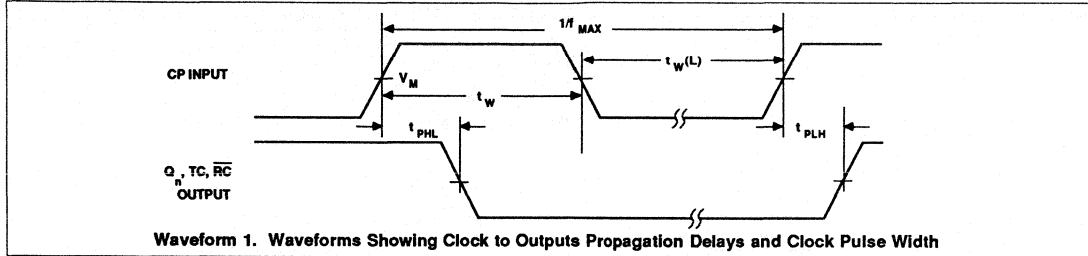 1/f MAX
CP INPUT
V M
t W (L)
t W
t PHL
t PLH
Q n , TC, R̅C̅
OUTPUT
Waveform 1. Waveforms Showing Clock to Outputs Propagation Delays and Clock Pulse Width